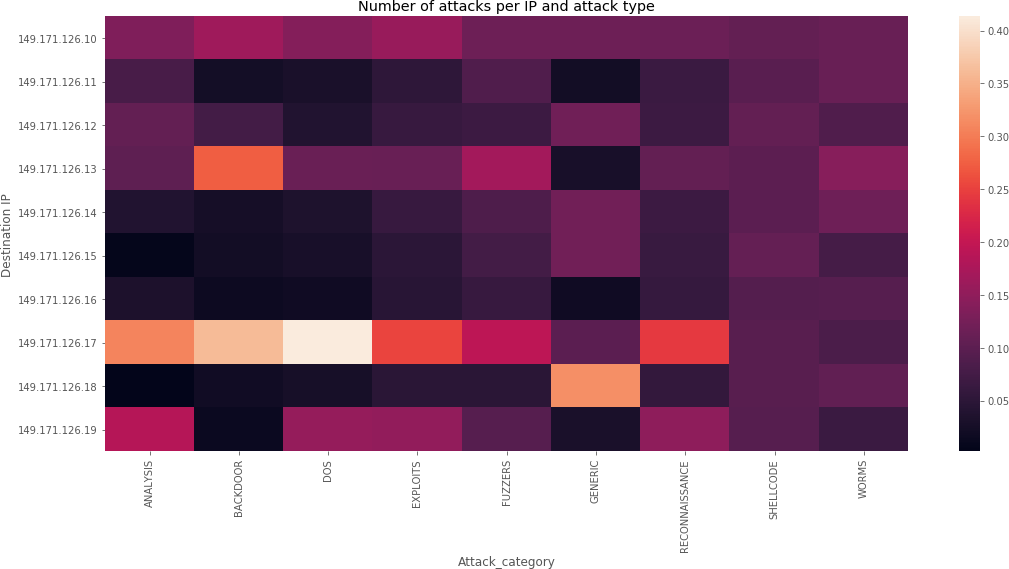 Number of attacks per IP and attack type
Destination IP
149.171.126.10
149.171.126.11
149.171.126.12
149.171.126.13
149.171.126.14
149.171.126.15
149.171.126.16
149.171.126.17
149.171.126.18
149.171.126.19
ANALYSIS
BACKDOOR
DOS
EXPLOITS
FUZZERS
GENERIC
RECONNAISSANCE
SHELLCODE
WORMS
Attack_category
0.40
0.35
0.30
0.25
0.20
0.15
0.10
0.05